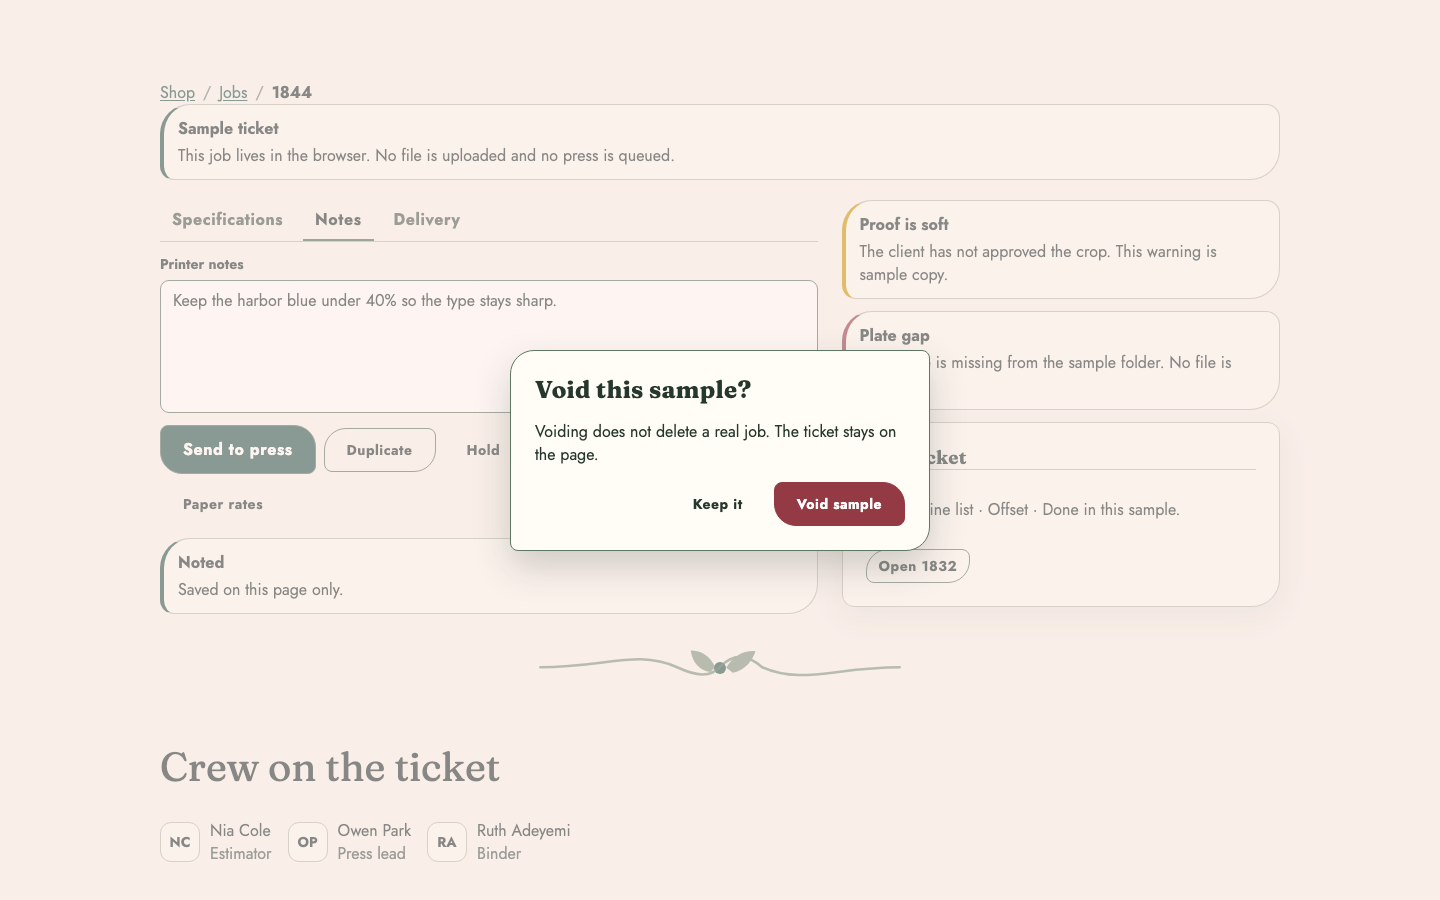 Shop / Jobs / 1844
Sample ticket
This job lives in the browser. No file is uploaded and no press is queued.
Specifications Notes Delivery
Printer notes
Keep the harbor blue under 40% so the type stays sharp.
Send to press Duplicate Hold
Paper rates
Noted
Saved on this page only.
Proof is soft
The client has not approved the crop. This warning is
sample copy.
Plate gap
is missing from the sample folder. No file is
list · Offset · Done in this sample.
Open 1832
Void this sample?
Voiding does not delete a real job. The ticket stays on
the page.
Keep it Void sample
Crew on the ticket
NC Nia Cole
Estimator
OP Owen Park
Press lead
RA Ruth Adeyemi
Binder